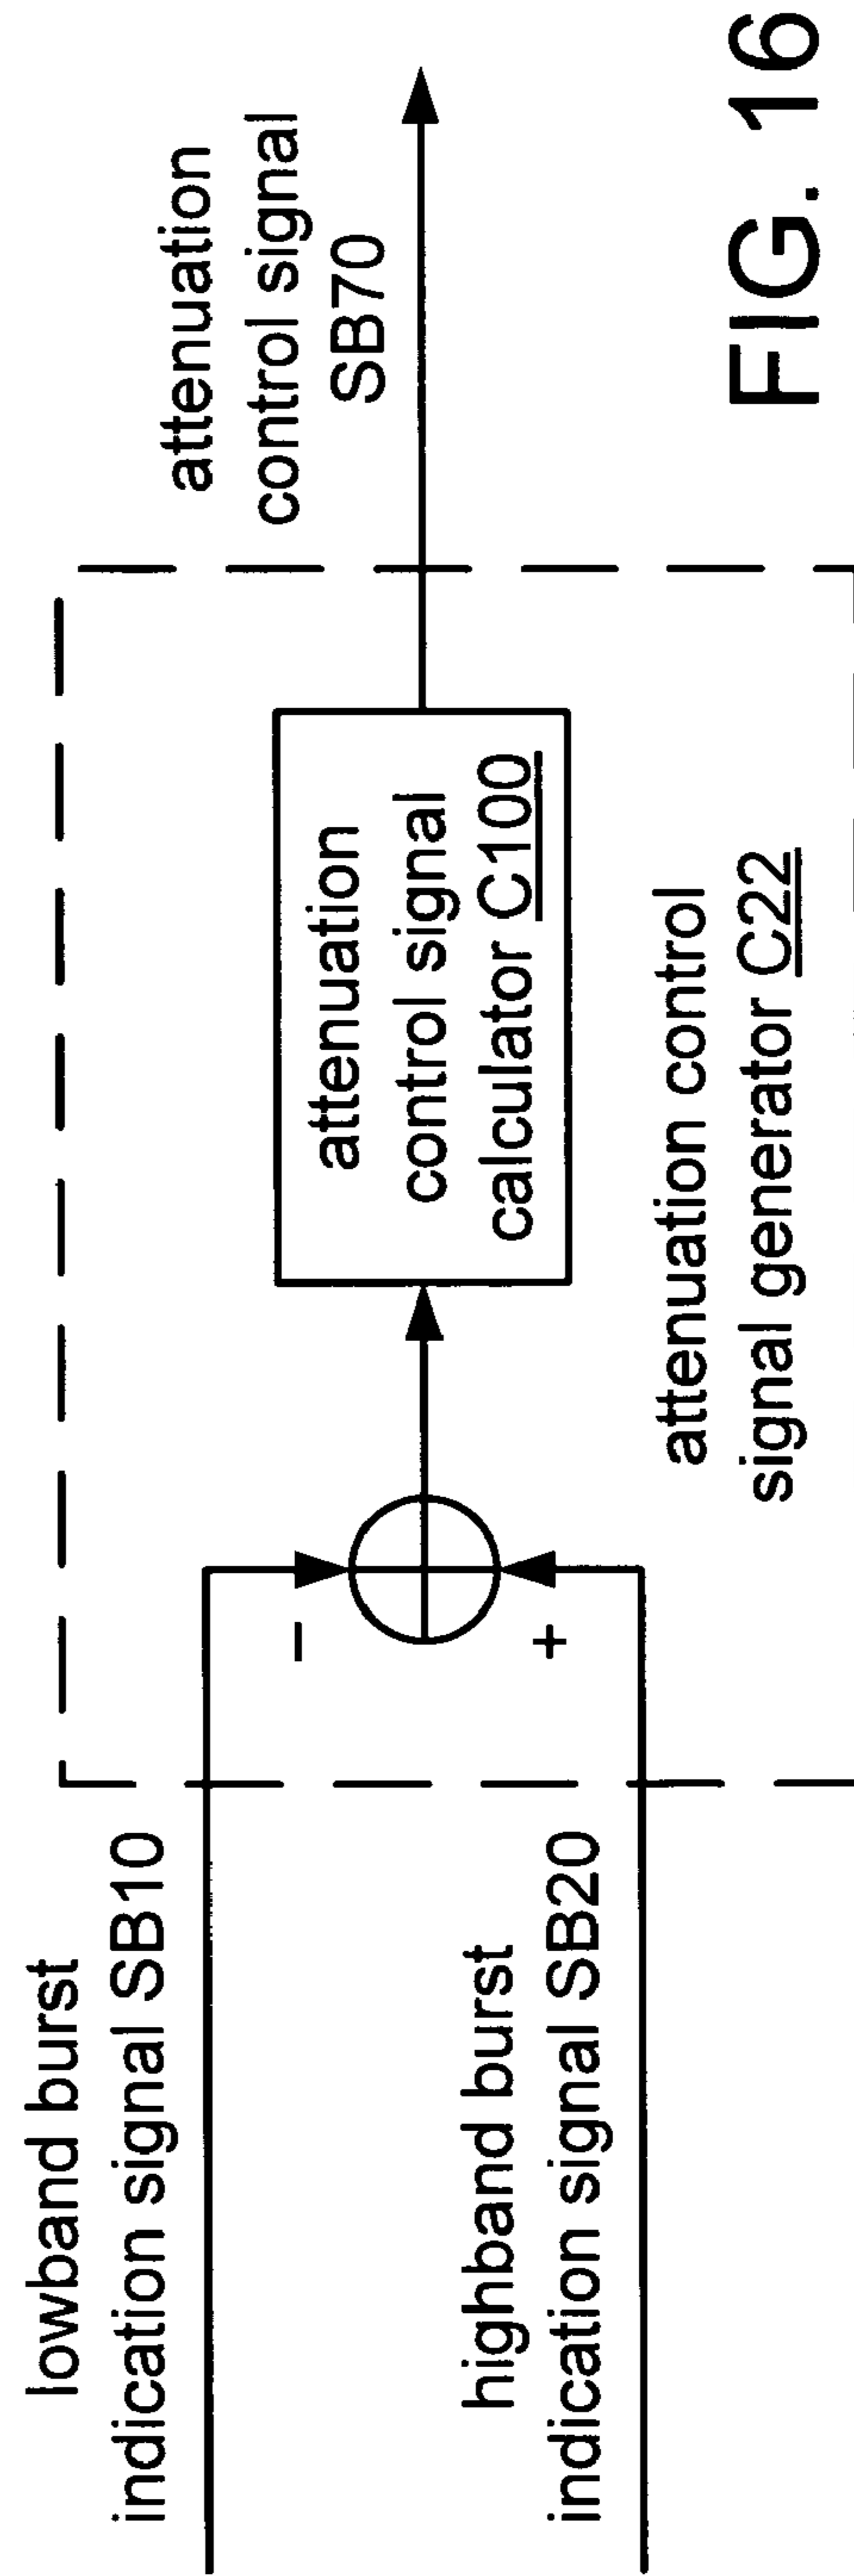 lowband burst
indication signal SB10
highband burst
indication signal SB20
−
+
attenuation
control signal
calculator C100
attenuation control
signal generator C22
attenuation
control signal
SB70
FIG. 16